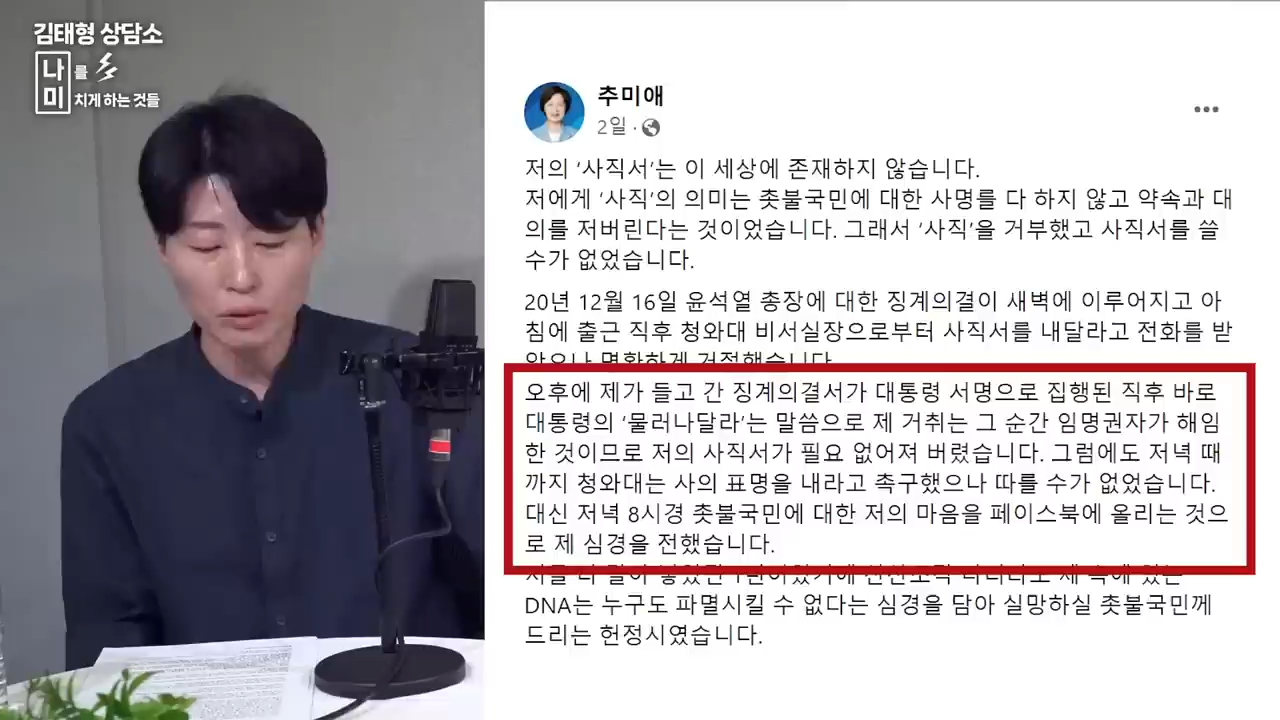 김태형 상담소
나를
미치게 하는 것들
추미애
2일
저의 ‘사직서’는 이 세상에 존재하지 않습니다.
저에게 ‘사직’의 의미는 촛불국민에 대한 사명를 다 하지 않고 약속과 대
의를 저버린다는 것이었습니다. 그래서 ‘사직’을 거부했고 사직서를 쓸
수가 없었습니다.
20년 12월 16일 윤석열 총장에 대한 징계의결이 새벽에 이루어지고 아
침에 출근 직후 청와대 비서실장으로부터 사직서를 내달라고 전화를 받
았으나 명확하게 거절했습니다.
오후에 제가 들고 간 징계의결서가 대통령 서명으로 집행된 직후 바로
대통령의 ‘물러나달라’는 말씀으로 제 거취는 그 순간 임명권자가 해임
한 것이므로 저의 사직서가 필요 없어져 버렸습니다. 그럼에도 저녁 때
까지 청와대는 사의 표명을 내라고 촉구했으나 따를 수가 없었습니다.
대신 저녁 8시경 촛불국민에 대한 저의 마음을 페이스북에 올리는 것으
로 제 심경을 전했습니다.
DNA는 누구도 파멸시킬 수 없다는 심경을 담아 실망하실 촛불국민께
드리는 헌정시였습니다.